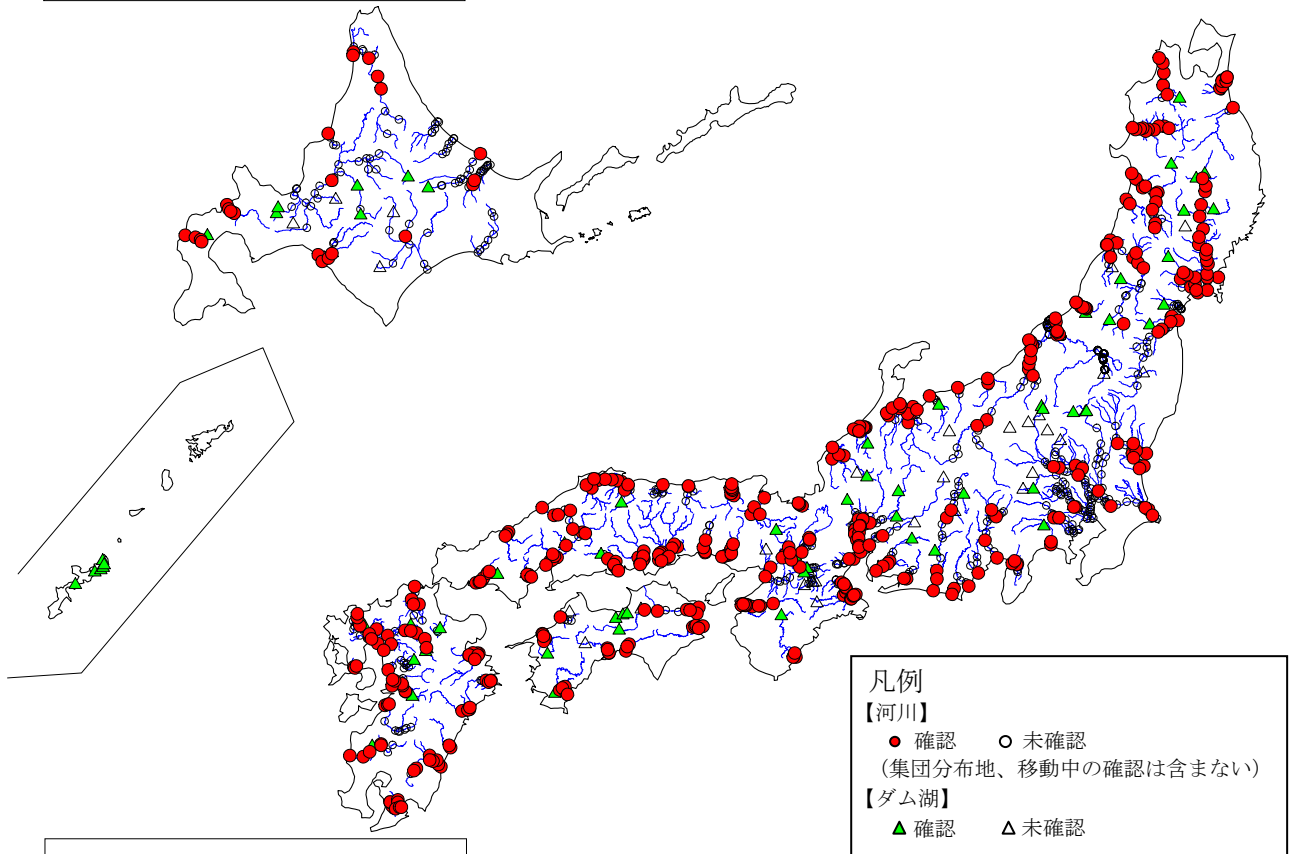 凡例
【河川】
確認 未確認
(集団分布地、移動中の確認は含まない)
【ダム湖】
確認 未確認